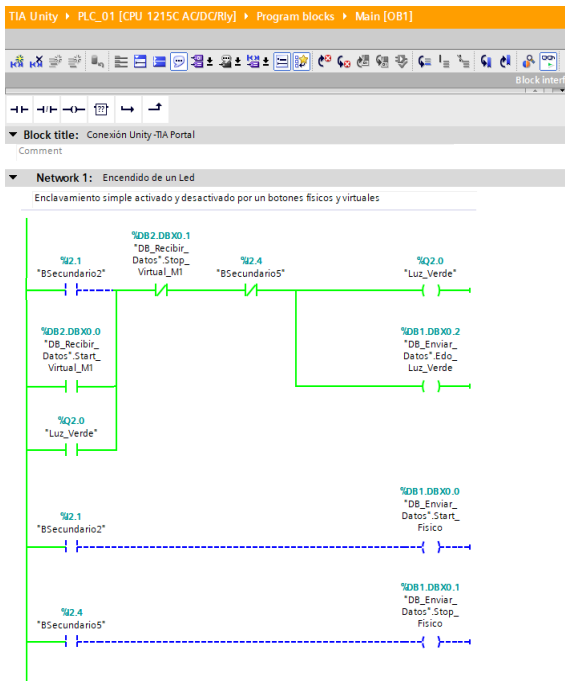 TIA Unity ▸ PLC_01 [CPU 1215C AC/DC/Rly] ▸ Program blocks ▸ Main [OB1]
Block interf
Block title: Conexión Unity -TIA Portal
Comment
Network 1: Encendido de un Led
Enclavamiento simple activado y desactivado por un botones físicos y virtuales
%I2.1
"BSecundario2"
%DB2.DBX0.1
"DB_Recibir_
Datos".Stop_
Virtual_M1
%I2.4
"BSecundario5"
%Q2.0
"Luz_Verde"
%DB2.DBX0.0
"DB_Recibir_
Datos".Start_
Virtual_M1
%DB1.DBX0.2
"DB_Enviar_
Datos".Edo_
Luz_Verde
%Q2.0
"Luz_Verde"
%I2.1
"BSecundario2"
%DB1.DBX0.0
"DB_Enviar_
Datos".Start_
Fisico
%I2.4
"BSecundario5"
%DB1.DBX0.1
"DB_Enviar_
Datos".Stop_
Fisico